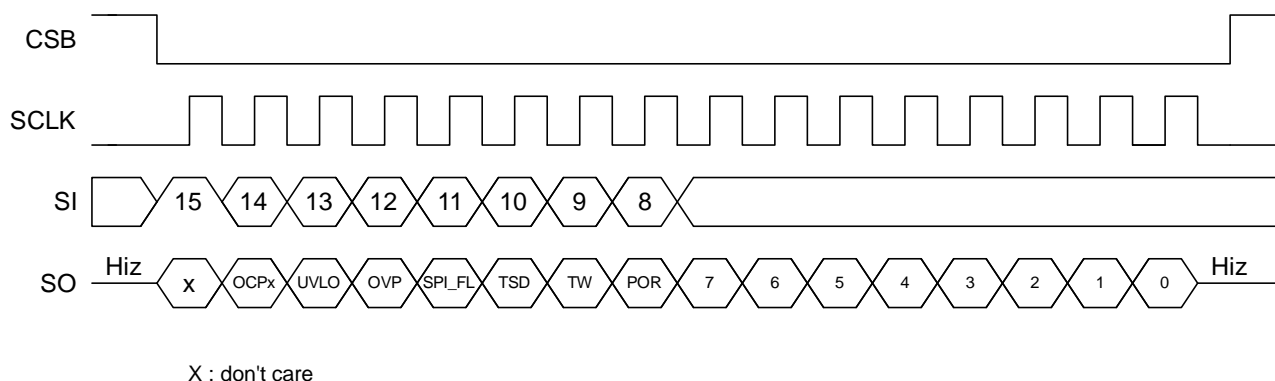 CSB
SCLK
SI 15 14 13 12 11 10 9 8
Hiz Hiz
SO x OCPx UVLO OVP SPI_FL TSD TW POR 7 6 5 4 3 2 1 0
X : don't care